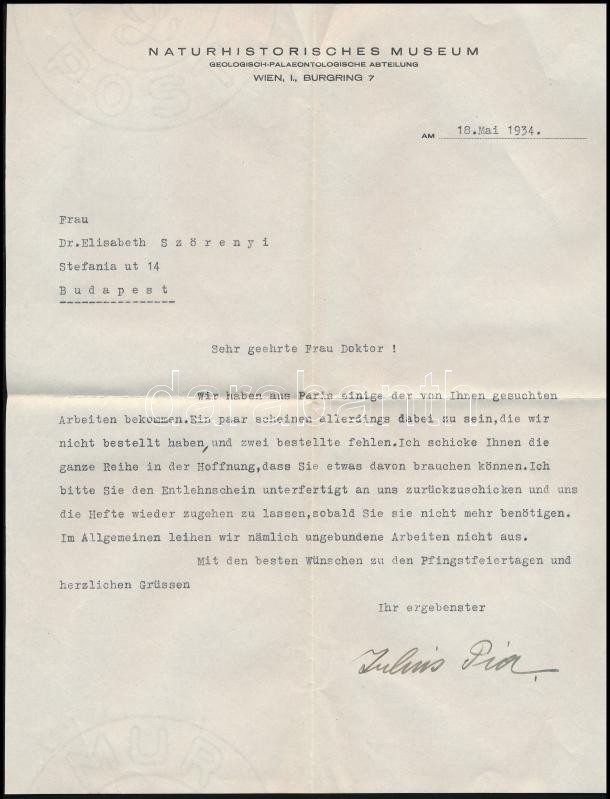 NATURHISTORISCHES MUSEUM
GEOLOGISCH-PALAEONTOLOGISCHE ABTEILUNG
WIEN, I., BURGRING 7
AM 18.Mai 1934.
Frau
Dr.Elisabeth Szörenyi
Stefania ut 14
Budapest
Sehr geehrte Frau Doktor !
Wir haben aus Paris einige der von Ihnen gesuchten
Arbeiten bekommen.Ein paar scheinen allerdings dabei zu sein,die wir
nicht bestellt haben, und zwei bestellte fehlen.Ich schicke Ihnen die
ganze Reihe in der Hoffnung,dass Sie etwas davon brauchen können.Ich
bitte Sie den Entlehnschein unterfertigt an uns zurückzuschicken und uns
die Hefte wieder zugehen zu lassen,sobald Sie sie nicht mehr benötigen.
Im Allgemeinen leihen wir nämlich ungebundene Arbeiten nicht aus.
Mit den besten Wünschen zu den Pfingstfeiertagen und
herzlichen Grüssen
Ihr ergebenster
Julius Pia
darabanth
MUR